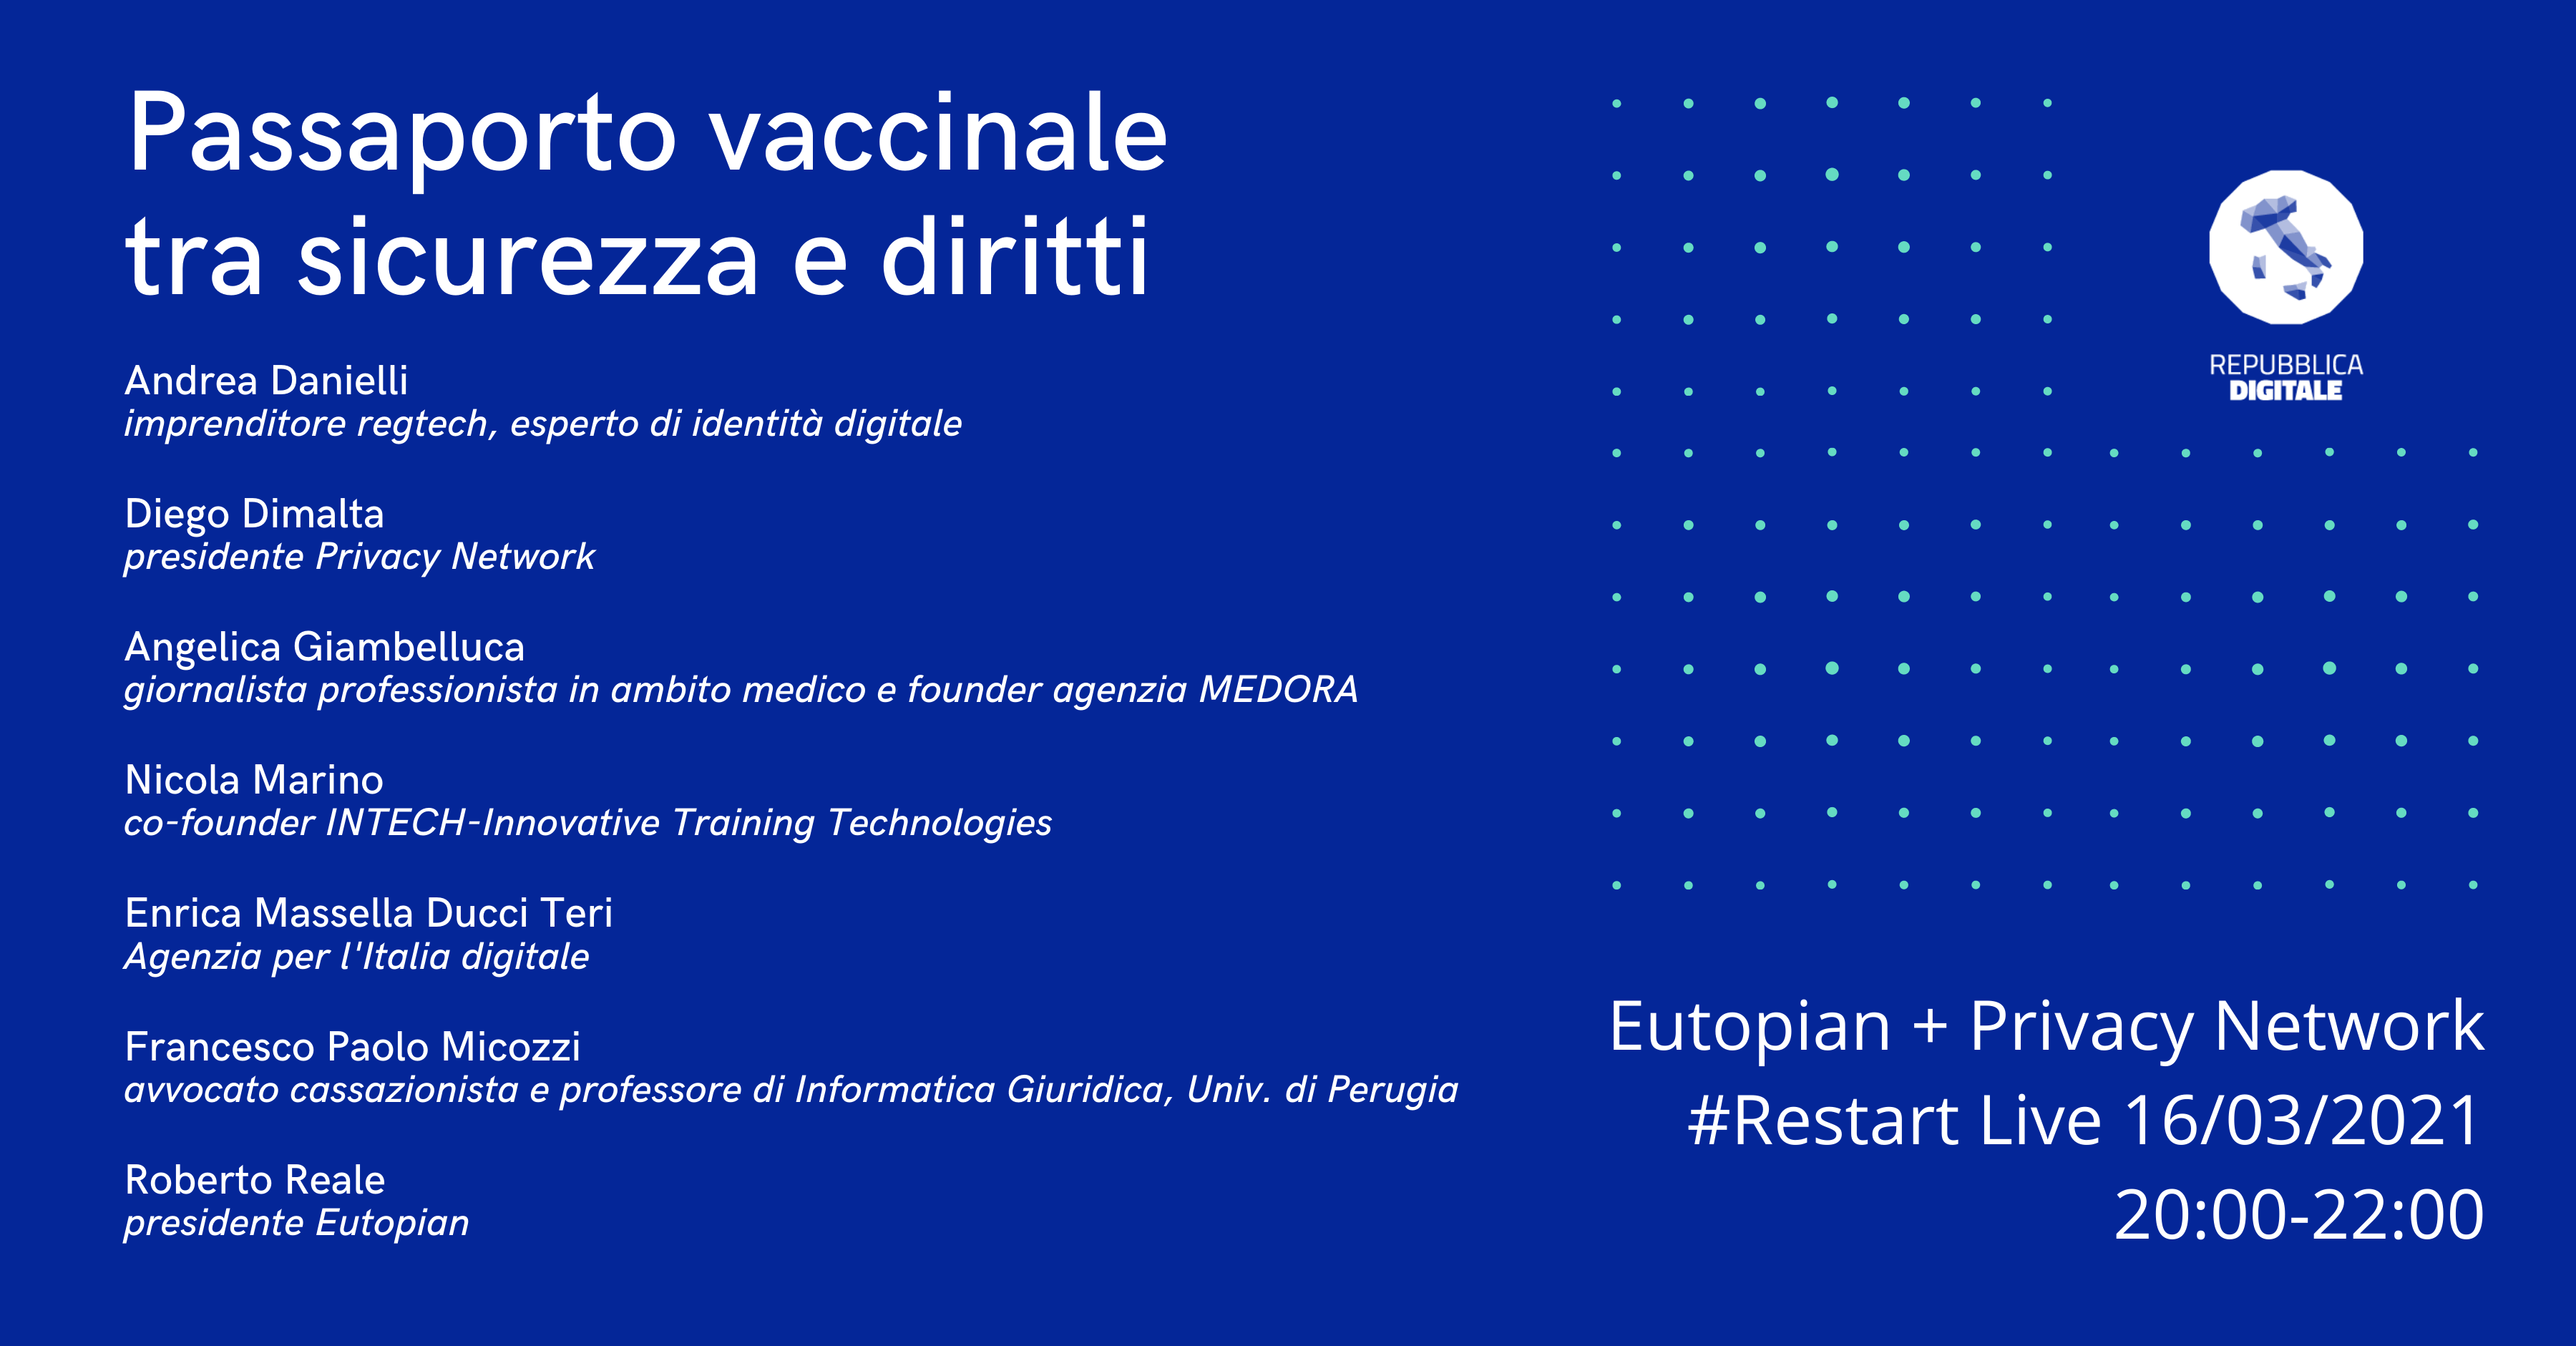 Passaporto vaccinale
tra sicurezza e diritti
Andrea Danielli
imprenditore regtech, esperto di identità digitale
Diego Dimalta
presidente Privacy Network
Angelica Giambelluca
giornalista professionista in ambito medico e founder agenzia MEDORA
Nicola Marino
co-founder INTECH-Innovative Training Technologies
Enrica Massella Ducci Teri
Agenzia per l'Italia digitale
Francesco Paolo Micozzi
avvocato cassazionista e professore di Informatica Giuridica, Univ. di Perugia
Roberto Reale
presidente Eutopian
REPUBBLICA
DIGITALE
Eutopian + Privacy Network
#Restart Live 16/03/2021
20:00-22:00